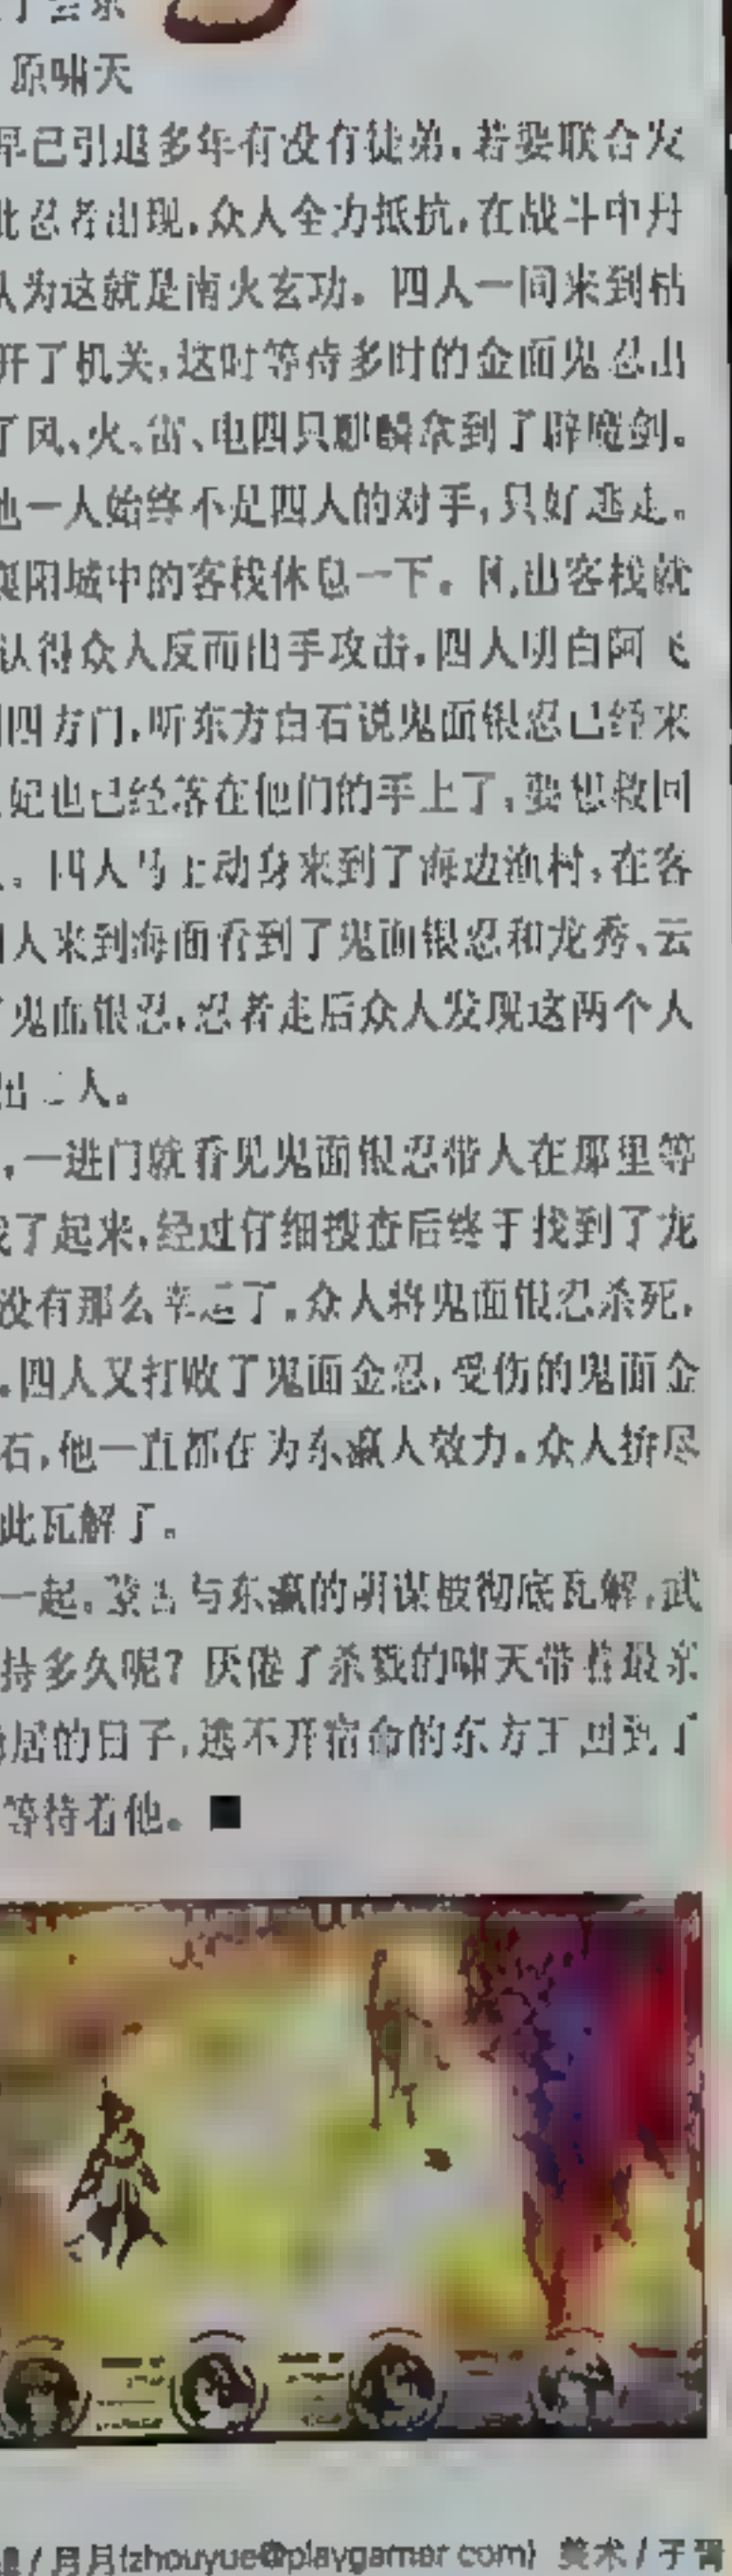 原啸天
早已引退多年有没有徒弟,若要联合发
此忍者出现,众人全力抵抗,在战斗中丹
认为这就是南火玄功。四人一同来到枯
开了机关,这时等待多时的金面鬼忍出
了风、火、雷、电四只麒麟拿到了辟魔剑。
他一人始终不是四人的对手,只好逃走。
襄阳城中的客栈休息一下。刚出客栈就
认得众人反而出手攻击,四人明白阿飞
四方门,听东方白石说鬼面银忍已经来
妃也已经落在他们的手上了,要想救回
。四人马上动身来到了海边渔村,在客
人来到海面看到了鬼面银忍和龙秀、云
了鬼面银忍,忍者走后众人发现这两个人
出二人。
,一进门就看见鬼面银忍带人在那里等
找了起来,经过仔细搜查后终于找到了龙
没有那么幸运了。众人将鬼面银忍杀死,
。四人又打败了鬼面金忍,受伤的鬼面金
石,他一直都在为东瀛人效力。众人拚尽
此瓦解了。
一起。蒙古与东瀛的阴谋被彻底瓦解,武
持多久呢?厌倦了杀戮的啸天带着最亲
居的日子,逃不开宿命的东方王回到了
等待着他。■
/月月{zhouyue@playgamer.com} 美术/于